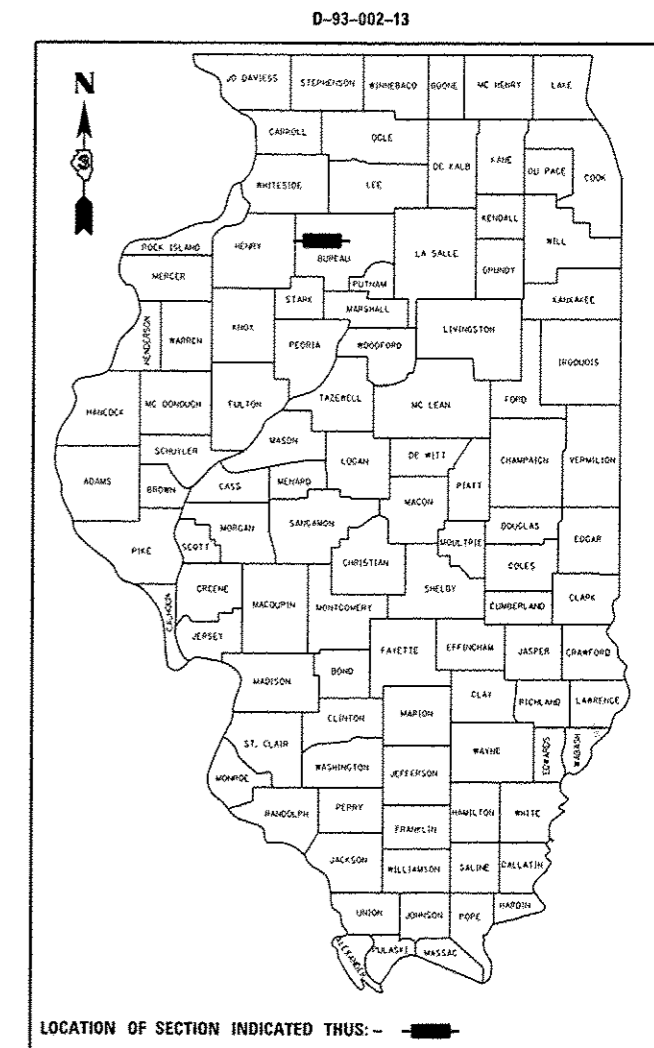 D-93-002-13
N
JO DAVIESS STEPHENSON WINNEBAGO BOONE MC HENRY LAKE
CARROLL OGLE
DE KALB KANE DU PAGE COOK
WHITESIDE LEE
KENDALL
ROCK ISLAND HENRY BUREAU LA SALLE GRUNDY WILL
MERCER PUTNAM KANKAKEE
STARK MARSHALL
HENDERSON WARREN KNOX PEORIA WOODFORD LIVINGSTON IROQUOIS
HANCOCK MC DONOUGH FULTON TAZEWELL MC LEAN FORD
MASON
SCHUYLER LOGAN DE WITT CHAMPAIGN VERMILION
ADAMS BROWN CASS MENARD MACON PIATT
MORGAN SANGAMON DOUGLAS
PIKE SCOTT CHRISTIAN MOULTRIE EDGAR
COLES
GREENE SHELBY
CALHOUN MACOUPIN MONTGOMERY CUMBERLAND CLARK
JERSEY
FAYETTE EFFINGHAM JASPER CRAWFORD
BOND
MADISON CLAY RICHLAND LAWRENCE
CLINTON MARION
ST. CLAIR WAYNE EDWARDS WABASH
MONROE WASHINGTON JEFFERSON
RANDOLPH PERRY HAMILTON WHITE
FRANKLIN
JACKSON WILLIAMSON SALINE GALLATIN
UNION JOHNSON POPE HARDIN
ALEXANDER PULASKI MASSAC
LOCATION OF SECTION INDICATED THUS: -